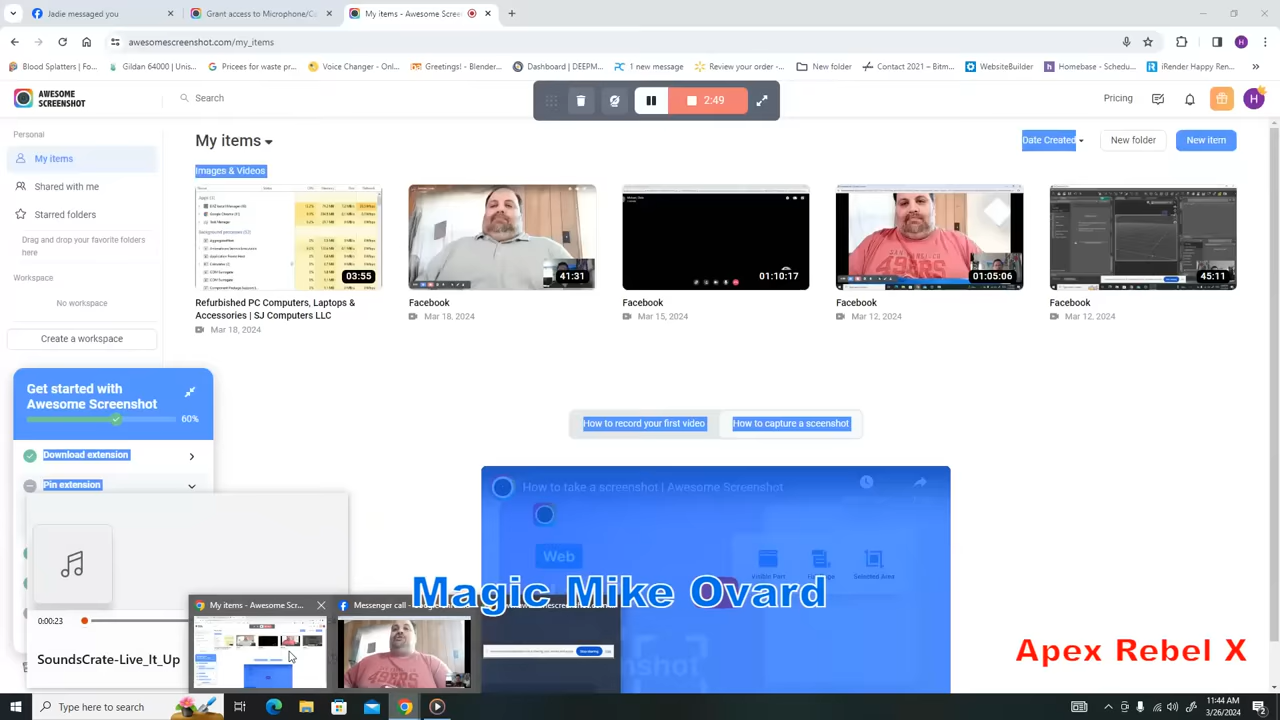 Jadie messaged you
Grant access to Microphone/C
My items - Awesome Scree
awesomescreenshot.com/my_items
Blood Splatters | Fo...
Gildan 64000 | Unis...
Pricees for waste pr...
Voice Changer - Onl...
Greetings! - Blender...
Dashboard | DEEPM...
1 new message
Review your order - ...
New folder
Contact 2021 – Bitm...
WebsiteBuilder
Homebase - Schedu...
iRender Happy Ren...
AWESOME
SCREENSHOT
Search
2:49
Pricing
Personal
My items
Shared with me
Starred folders
Drag and drop your favorite folders
here
Workspace
No workspace
Create a workspace
My items
Date Created
New folder
New item
Images & Videos
03:55
41:31
01:10:17
01:05:06
45:11
Refurbished PC Computers, Laptops &
Accessories | SJ Computers LLC
Mar 18, 2024
Facebook
Mar 18, 2024
Facebook
Mar 15, 2024
Facebook
Mar 12, 2024
Facebook
Mar 12, 2024
Get started with
Awesome Screenshot
60%
Download extension
Pin extension
How to record your first video
How to capture a sceenshot
How to take a screenshot | Awesome Screenshot
Web
Visible Part
Selected Area
Magic Mike Ovard
Apex Rebel X
My items - Awesome Scr...
Messenger call - Google Chr
0:00:23
SoundsCrate-Live_It_Up
Type here to search
11:44 AM
3/26/2024